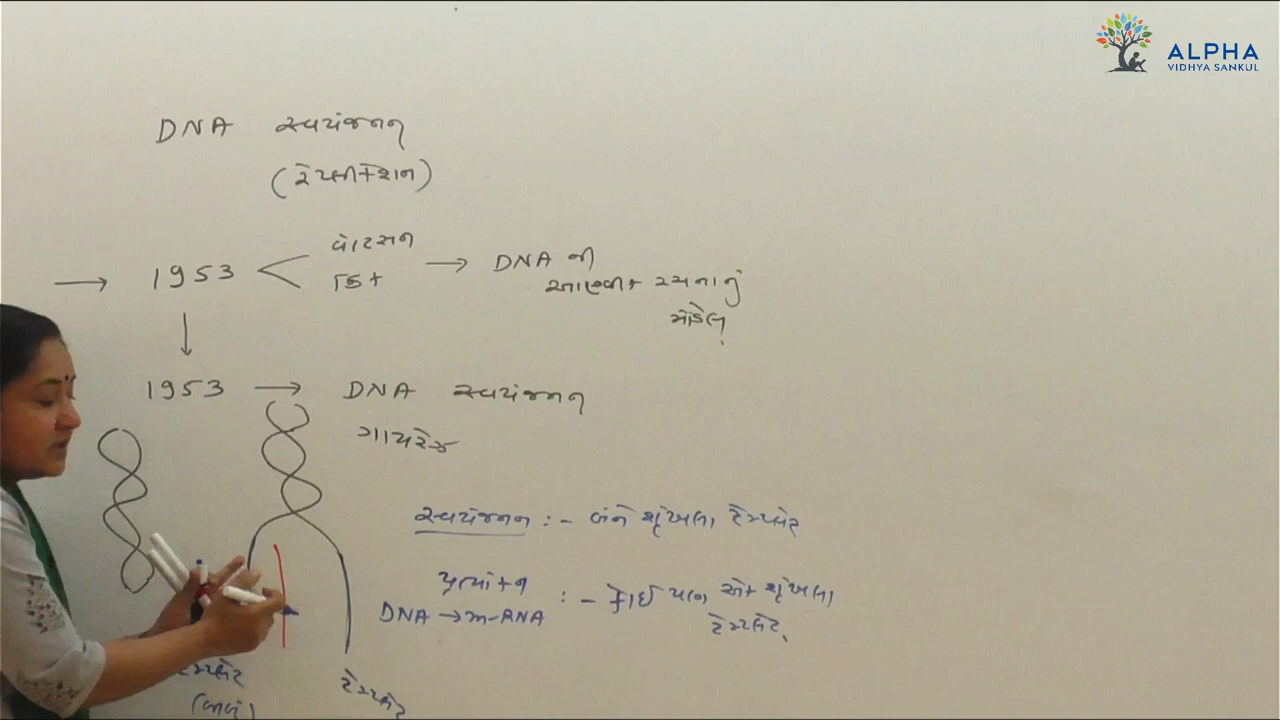 ALPHA
VIDHYA SANKUL
DNA સ્વયંજનન
(રેપ્લીકેશન)
→ 1953 < વોટસન → DNA ની
ક્રિક આણ્વીક રચનાનું
મોડેલ.
1953 → DNA સ્વયંજનન
ગાયરેઝ
સ્વયંજનન :- બંને શૃંખલા ટેમ્પ્લેટ
પ્રત્યાંકન :- કોઈ પણ એક શૃંખલા
DNA → m-RNA ટેમ્પ્લેટ.
ટેમ્પ્લેટ ટેમ્પ્લેટ